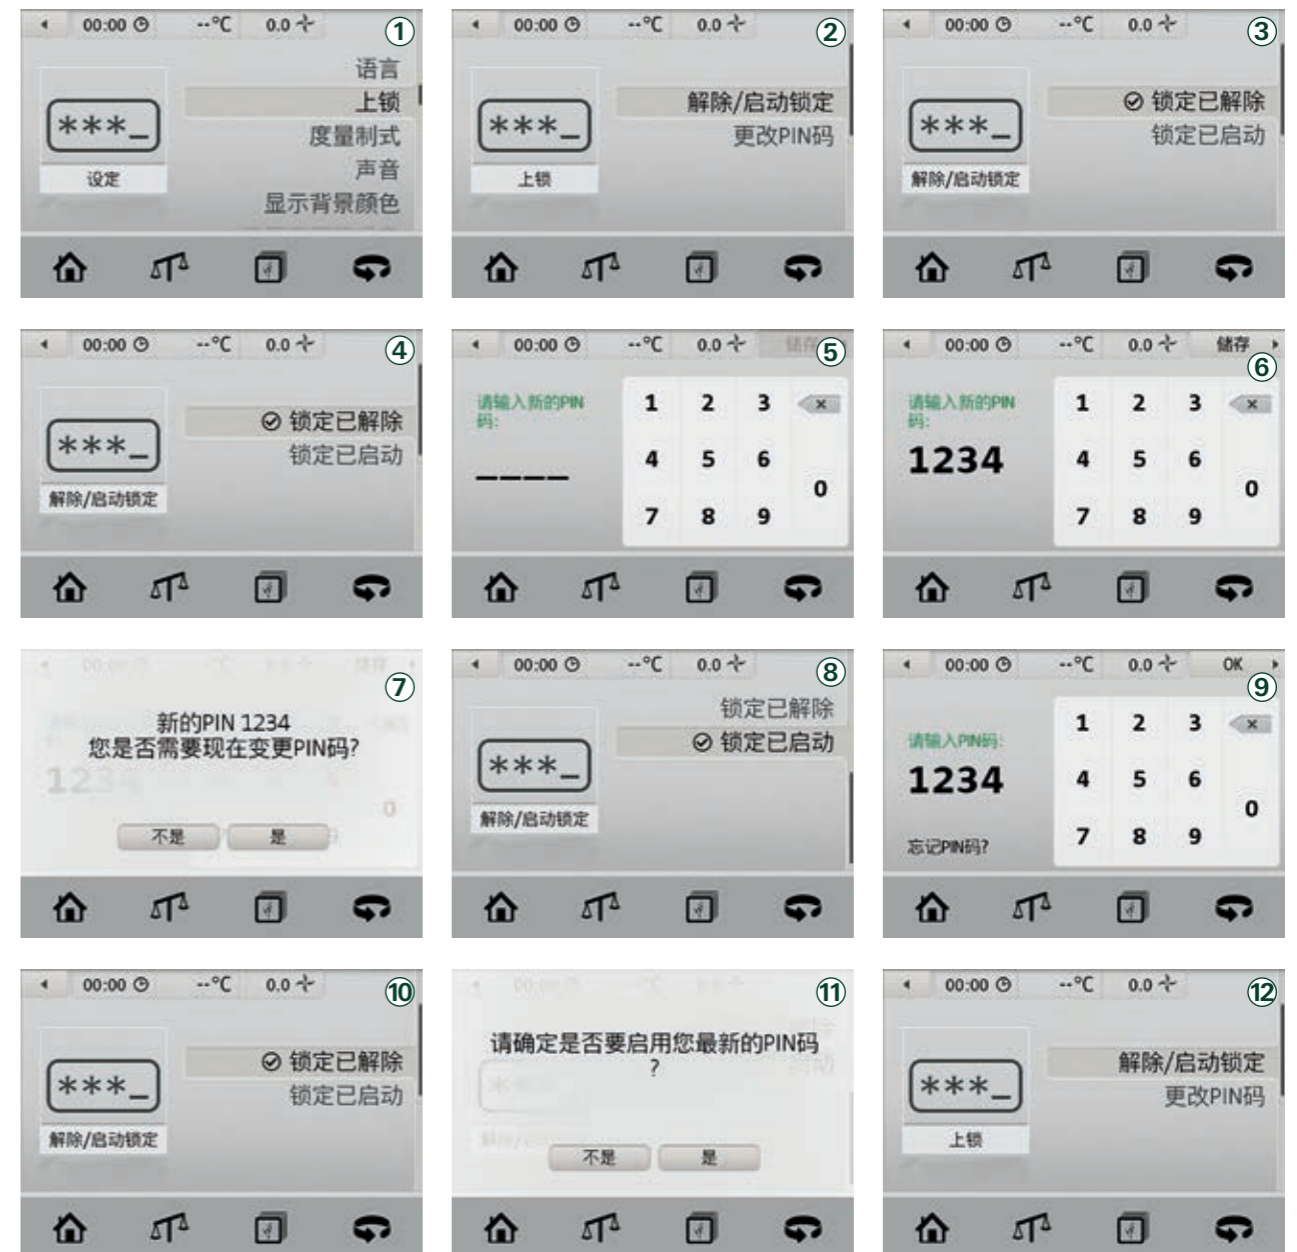 00:00 --°C 0.0 ①
语言
上锁
度量制式
声音
显示背景颜色
***_
设定
00:00 --°C 0.0 ②
解除/启动锁定
更改PIN码
***_
上锁
00:00 --°C 0.0 ③
锁定已解除
锁定已启动
***_
解除/启动锁定
00:00 --°C 0.0 ④
锁定已解除
锁定已启动
***_
解除/启动锁定
00:00 --°C 0.0 储存 ⑤
请输入新的PIN
码:
____
1 2 3 ×
4 5 6
0
7 8 9
00:00 --°C 0.0 储存 ⑥
请输入新的PIN
码:
1234
1 2 3 ×
4 5 6
0
7 8 9
⑦
新的PIN 1234
您是否需要现在变更PIN码?
不是 是
00:00 --°C 0.0 ⑧
锁定已解除
锁定已启动
***_
解除/启动锁定
00:00 --°C 0.0 OK ⑨
请输入PIN码:
1234
忘记PIN码?
1 2 3 ×
4 5 6
0
7 8 9
00:00 --°C 0.0 ⑩
锁定已解除
锁定已启动
***_
解除/启动锁定
⑪
请确定是否要启用您最新的PIN码
?
不是 是
00:00 --°C 0.0 ⑫
解除/启动锁定
更改PIN码
***_
上锁